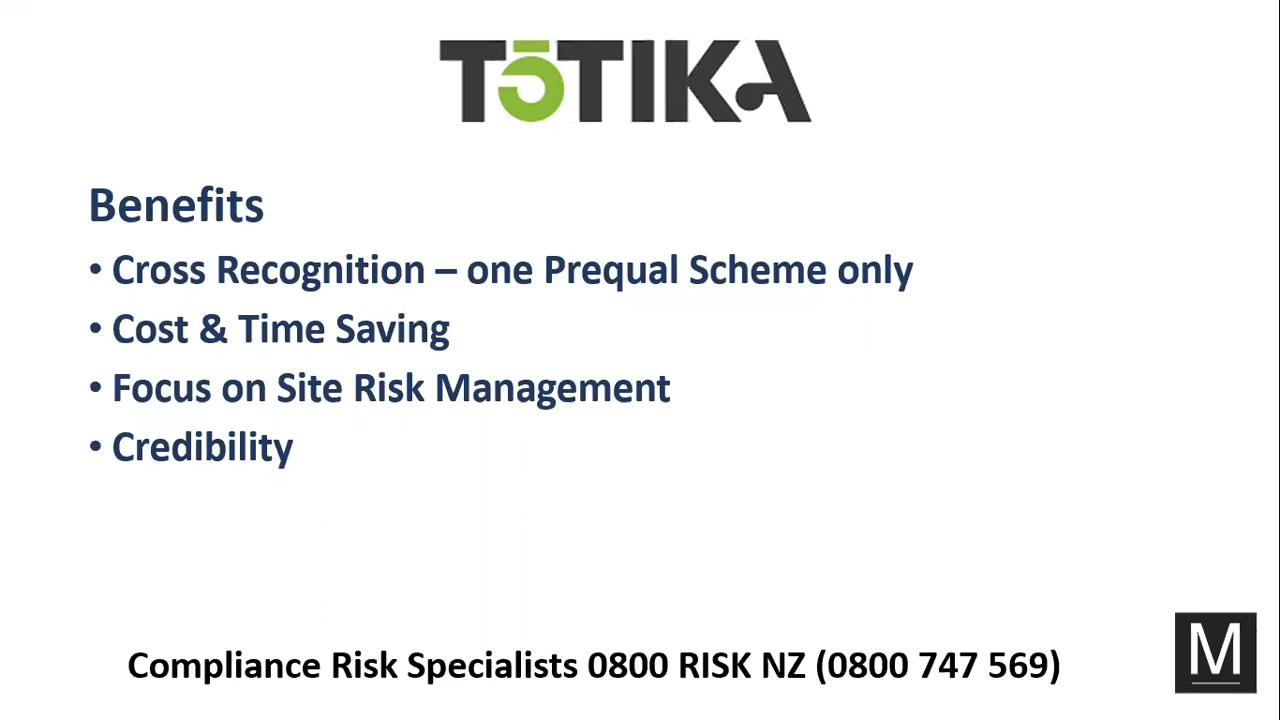 TŌTIKA
Benefits
• Cross Recognition – one Prequal Scheme only
• Cost & Time Saving
• Focus on Site Risk Management
• Credibility
Compliance Risk Specialists 0800 RISK NZ (0800 747 569)
M